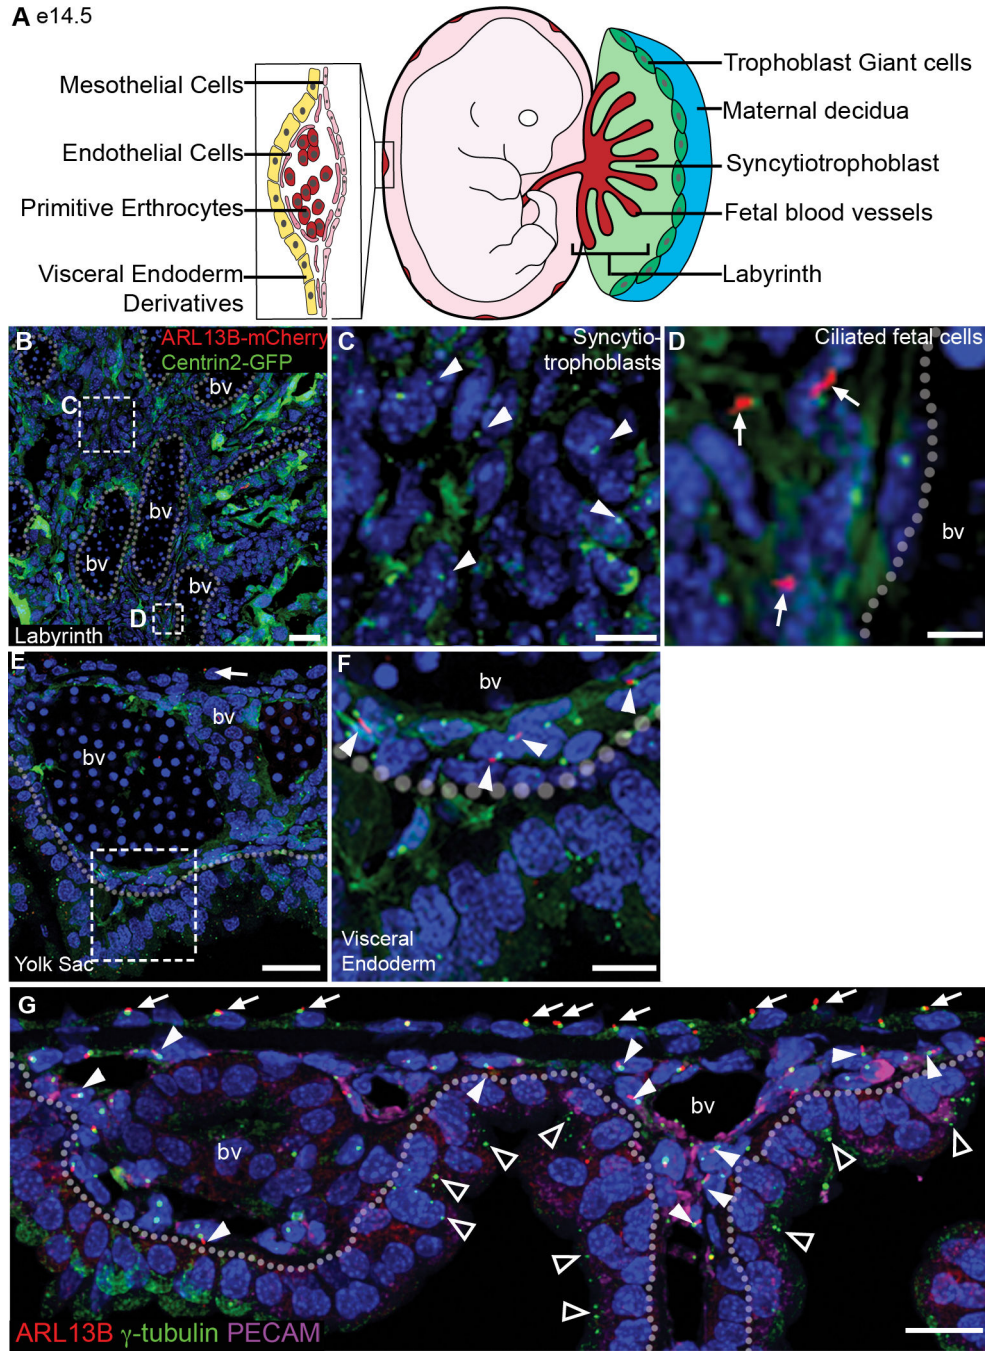 A e14.5
Mesothelial Cells
Endothelial Cells
Primitive Erthrocytes
Visceral Endoderm
Derivatives
Trophoblast Giant cells
Maternal decidua
Syncytiotrophoblast
Fetal blood vessels
Labyrinth
B
ARL13B-mCherry
Centrin2-GFP
bv
C
bv
bv
bv
D
Labyrinth
C
Syncytio-
trophoblasts
D
Ciliated fetal cells
bv
E
bv
bv
Yolk Sac
F
bv
Visceral
Endoderm
G
bv
bv
ARL13B γ-tubulin PECAM